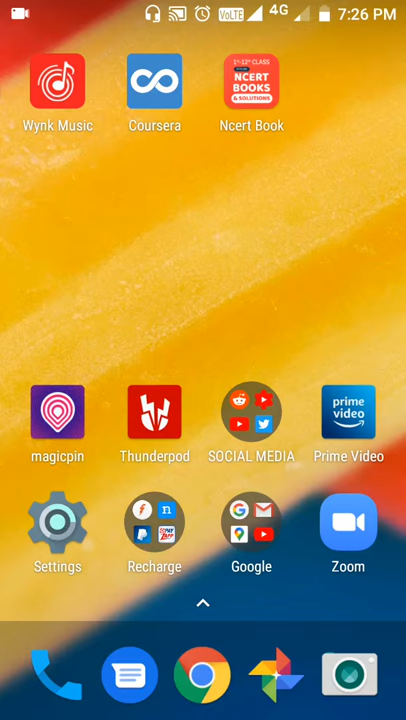 VoLTE 4G 7:26 PM
Wynk Music Coursera Ncert Book
1st-12th CLASS
NCERT
BOOKS
& SOLUTIONS
prime
video
magicpin Thunderpod SOCIAL MEDIA Prime Video
Settings Recharge Google Zoom